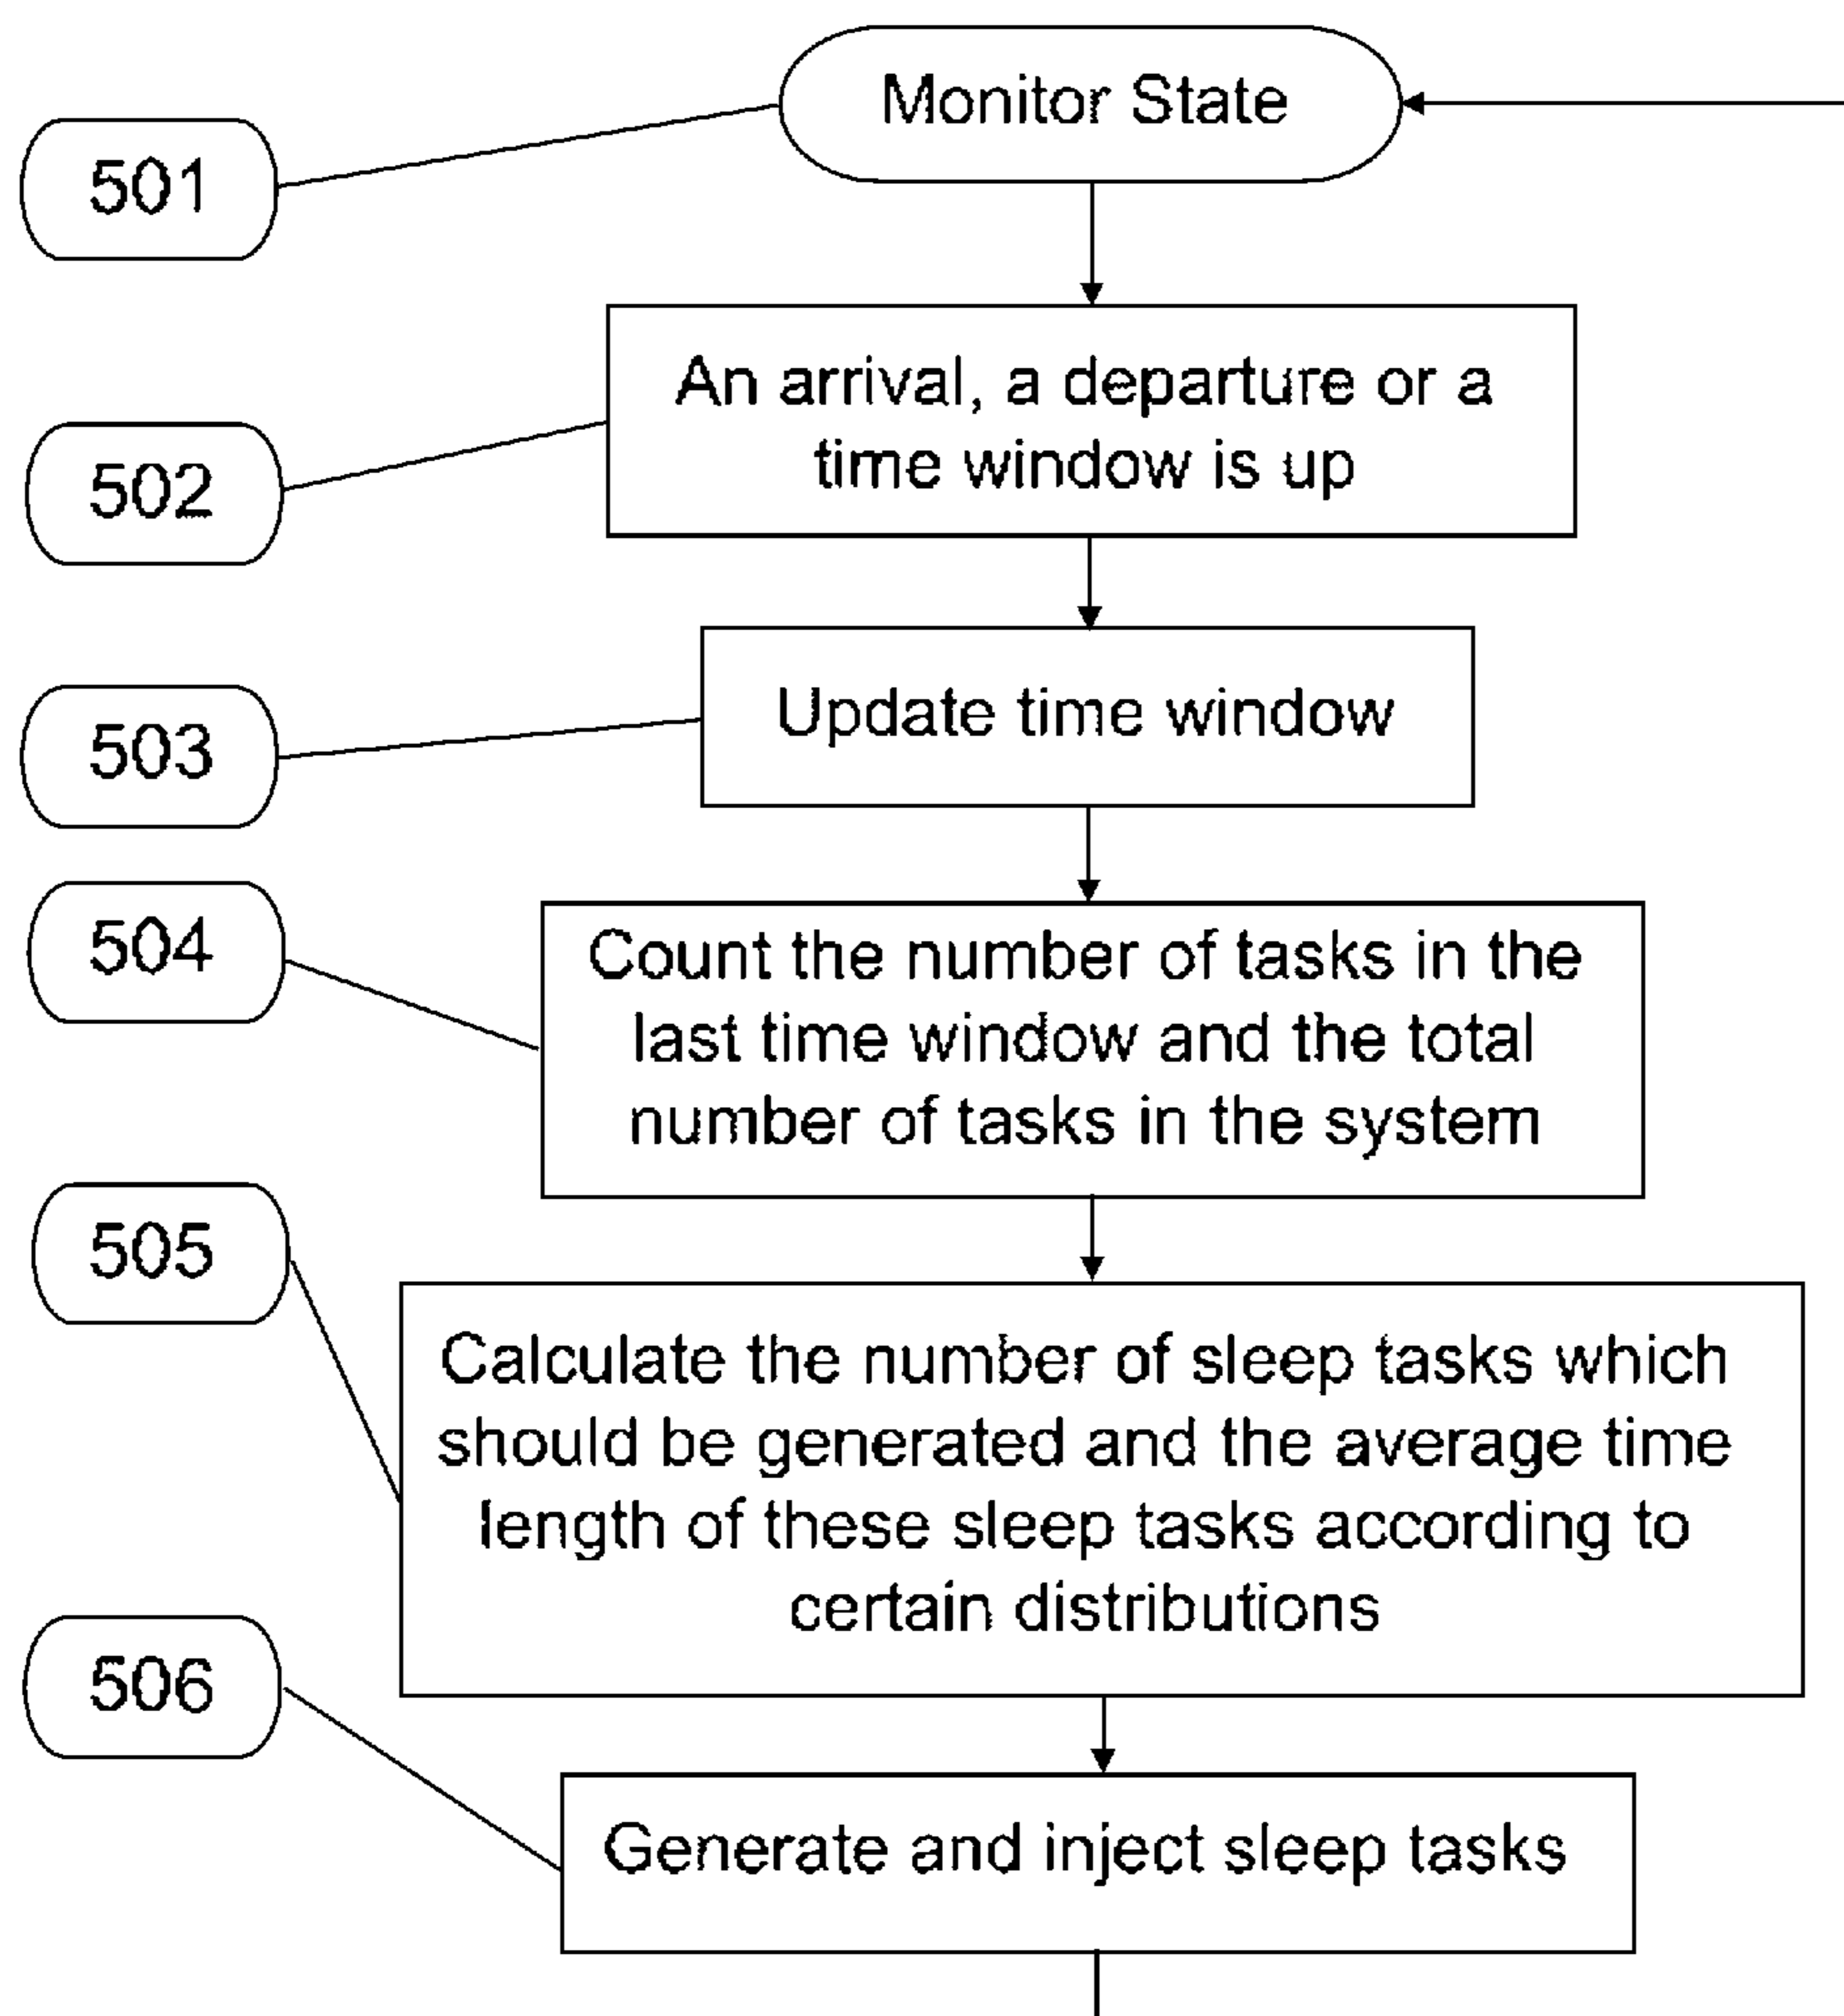 Monitor State
501
An arrival, a departure or a
time window is up
502
Update time window
503
504
Count the number of tasks in the
last time window and the total
number of tasks in the system
505
Calculate the number of sleep tasks which
should be generated and the average time
length of these sleep tasks according to
certain distributions
506
Generate and inject sleep tasks